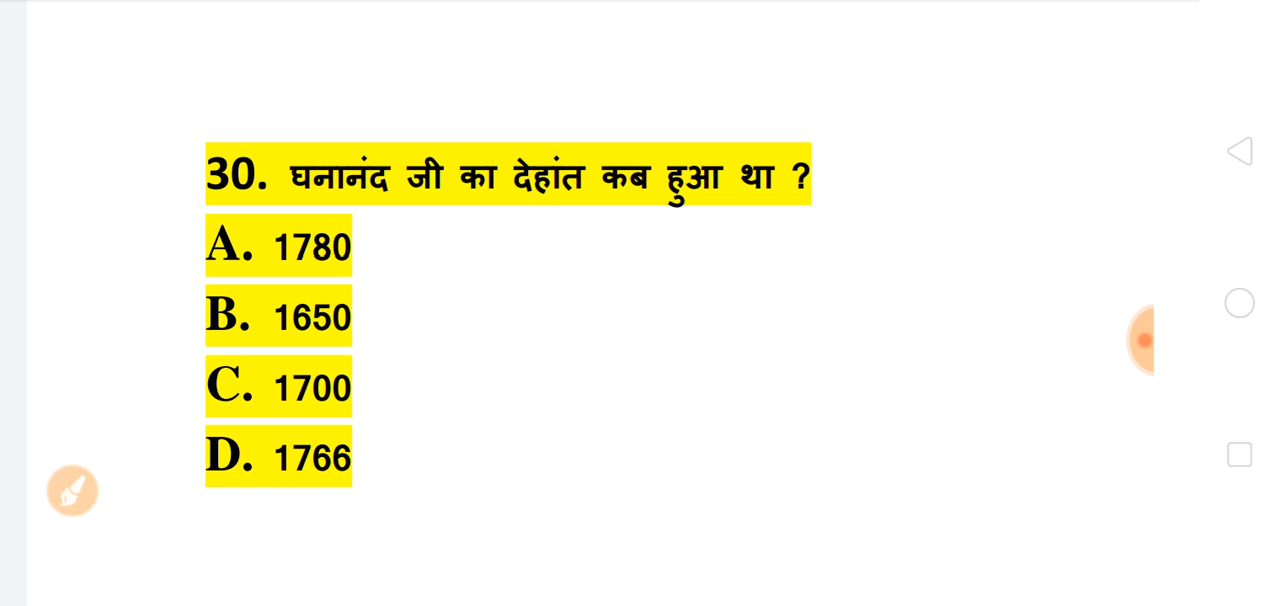 30. घनानंद जी का देहांत कब हुआ था ?
A. 1780
B. 1650
C. 1700
D. 1766